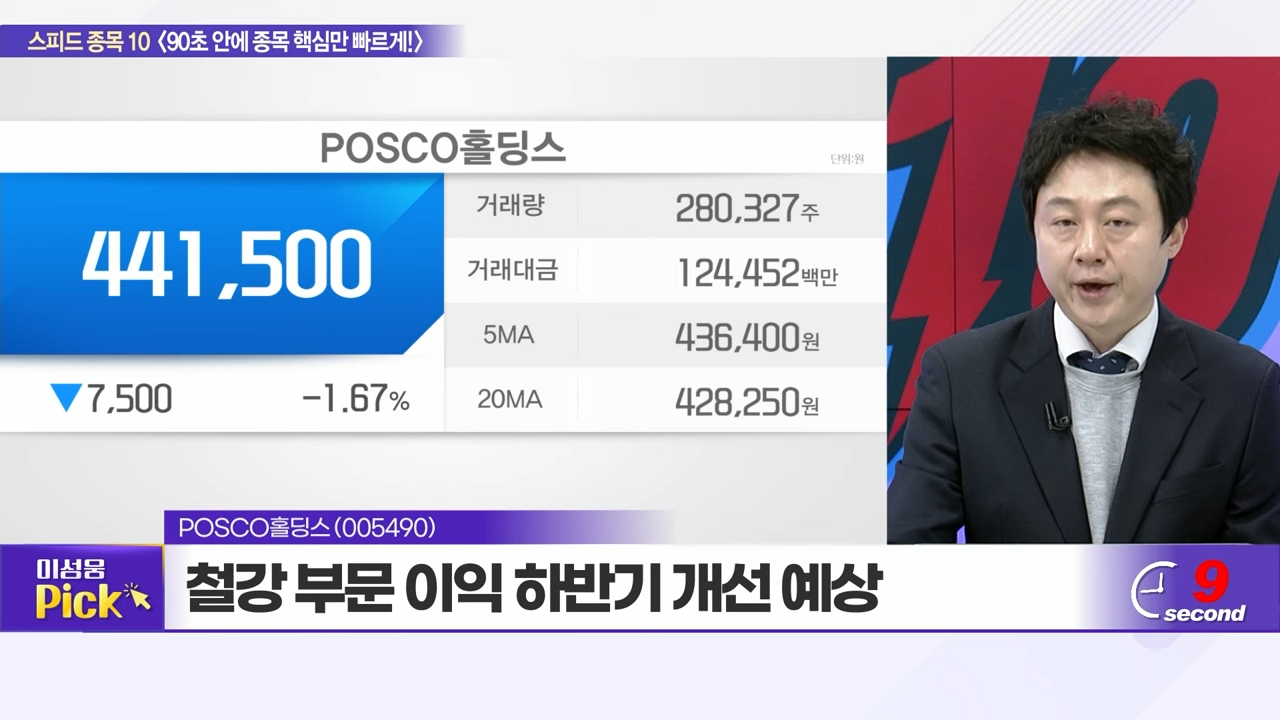 스피드 종목 10 <90초 안에 종목 핵심만 빠르게!>
POSCO홀딩스
단위:원
441,500
▼7,500 -1.67%
거래량 280,327주
거래대금 124,452백만
5MA 436,400원
20MA 428,250원
10
POSCO홀딩스(005490)
이성웅
Pick
철강 부문 이익 하반기 개선 예상
9
second